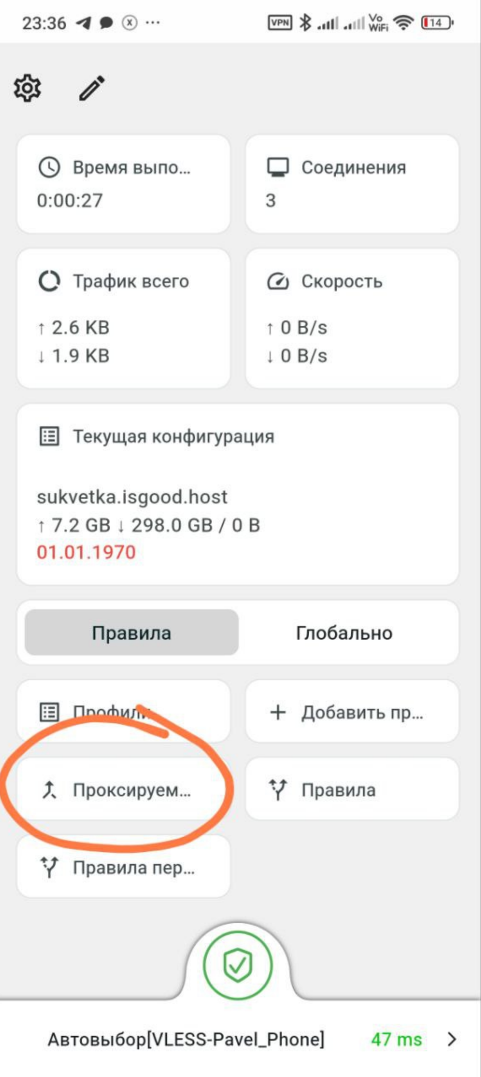 23:36 ... VPN Vo WiFi 14
Время выпо... Соединения
0:00:27 3
Трафик всего Скорость
↑ 2.6 KB ↑ 0 B/s
↓ 1.9 KB ↓ 0 B/s
Текущая конфигурация
sukvetka.isgood.host
↑ 7.2 GB ↓ 298.0 GB / 0 B
01.01.1970
Правила Глобально
Профили + Добавить пр...
Проксируем... Правила
Правила пер...
Автовыбор[VLESS-Pavel_Phone] 47 ms >